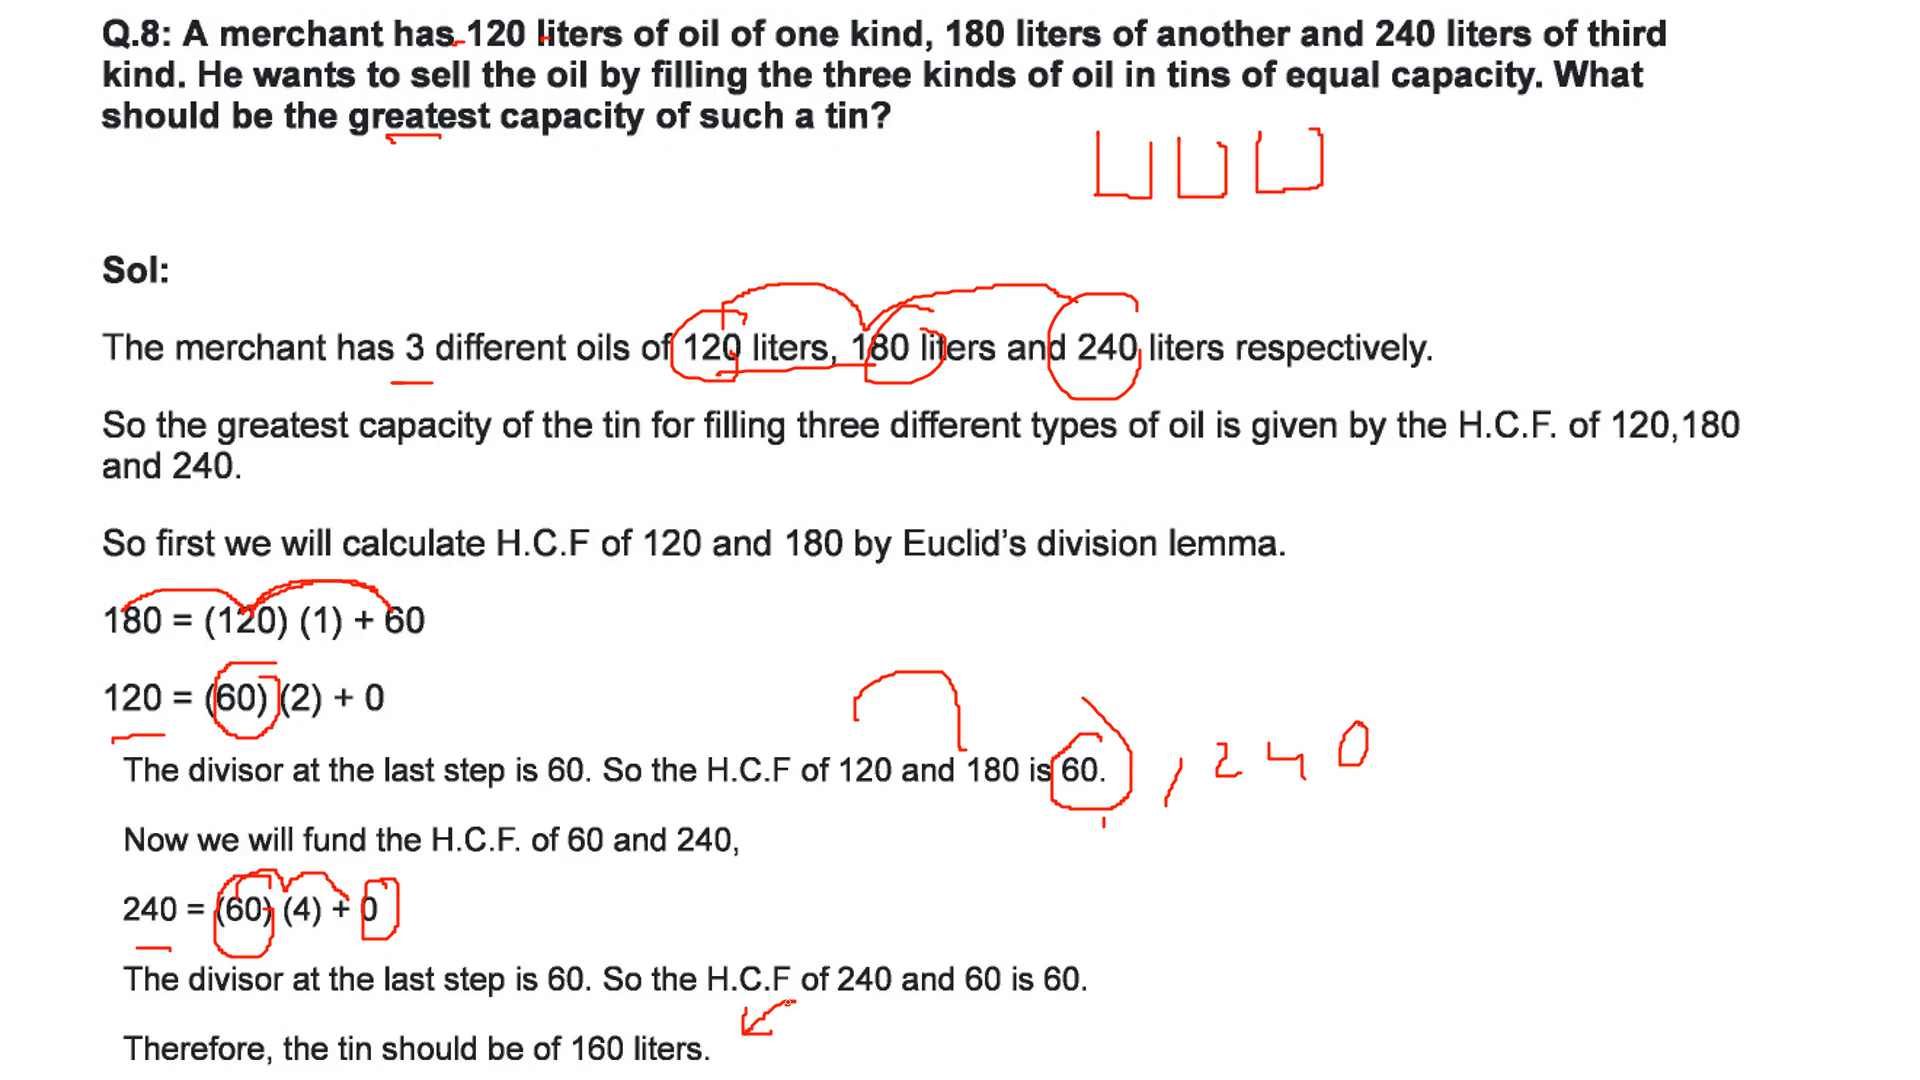 Q.8: A merchant has 120 liters of oil of one kind, 180 liters of another and 240 liters of third
kind. He wants to sell the oil by filling the three kinds of oil in tins of equal capacity. What
should be the greatest capacity of such a tin?
Sol:
The merchant has 3 different oils of 120 liters, 180 liters and 240 liters respectively.
So the greatest capacity of the tin for filling three different types of oil is given by the H.C.F. of 120,180
and 240.
So first we will calculate H.C.F of 120 and 180 by Euclid's division lemma.
180 = (120) (1) + 60
120 = (60) (2) + 0
The divisor at the last step is 60. So the H.C.F of 120 and 180 is 60. , 240
Now we will fund the H.C.F. of 60 and 240,
240 = (60) (4) + 0
The divisor at the last step is 60. So the H.C.F of 240 and 60 is 60.
Therefore, the tin should be of 160 liters.